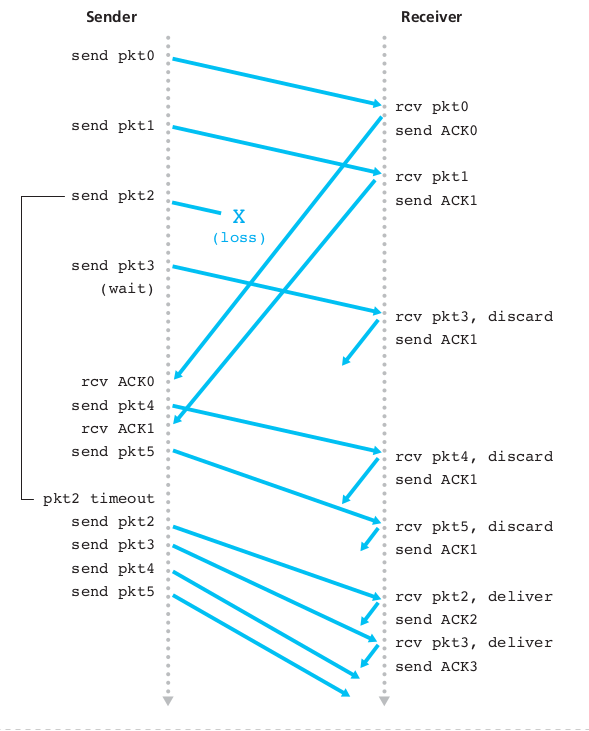 Sender
Receiver
send pkt0
rcv pkt0
send ACK0
send pkt1
rcv pkt1
send ACK1
send pkt2
X
(loss)
send pkt3
(wait)
rcv pkt3, discard
send ACK1
rcv ACK0
send pkt4
rcv ACK1
send pkt5
rcv pkt4, discard
send ACK1
pkt2 timeout
send pkt2
send pkt3
send pkt4
send pkt5
rcv pkt5, discard
send ACK1
rcv pkt2, deliver
send ACK2
rcv pkt3, deliver
send ACK3